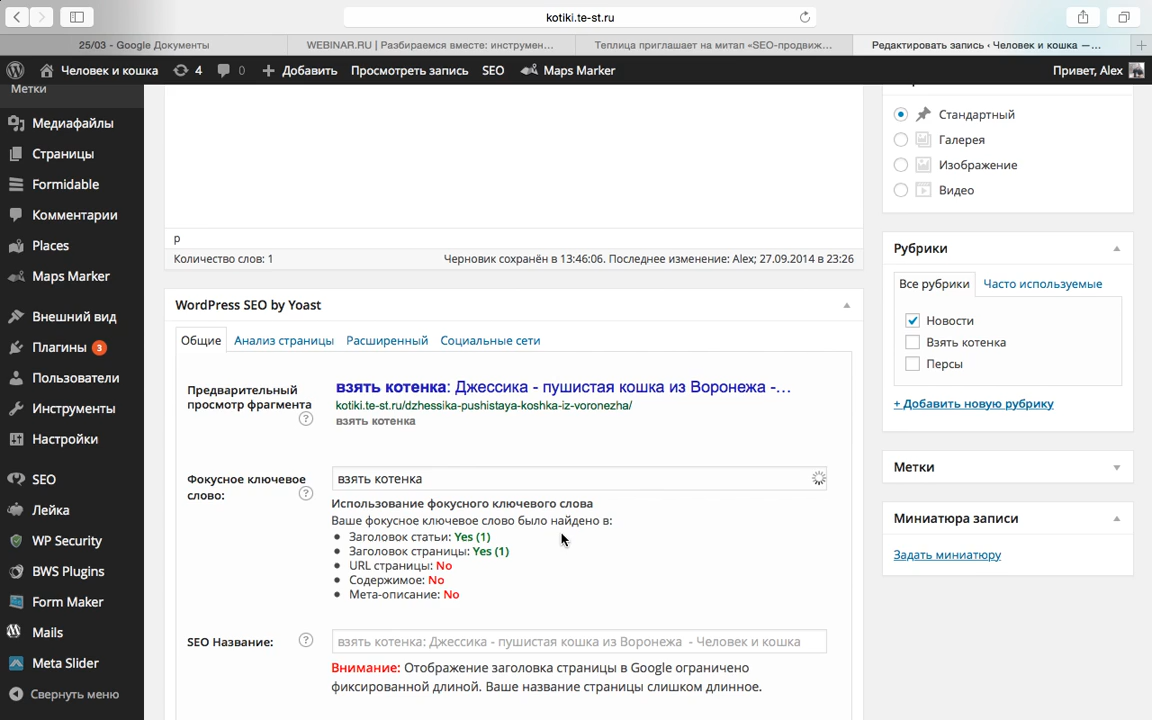 kotiki.te-st.ru
25/03 - Google Документы
WEBINAR.RU | Разбираемся вместе: инструмен...
Теплица приглашает на митап «SEO-продвиж...
Редактировать запись ‹ Человек и кошка —...
Человек и кошка
4
0
Добавить
Просмотреть запись
SEO
Maps Marker
Привет, Alex
Метки
Медиафайлы
Страницы
Formidable
Комментарии
Places
Maps Marker
Внешний вид
Плагины 3
Пользователи
Инструменты
Настройки
SEO
Лейка
WP Security
BWS Plugins
Form Maker
Mails
Meta Slider
Свернуть меню
p
Количество слов: 1
Черновик сохранён в 13:46:06. Последнее изменение: Alex; 27.09.2014 в 23:26
WordPress SEO by Yoast
Общие
Анализ страницы
Расширенный
Социальные сети
Предварительный
просмотр фрагмента
?
взять котенка: Джессика - пушистая кошка из Воронежа -...
kotiki.te-st.ru/dzhessika-pushistaya-koshka-iz-voronezha/
взять котенка
Фокусное ключевое
слово:
?
взять котенка
Использование фокусного ключевого слова
Ваше фокусное ключевое слово было найдено в:
• Заголовок статьи: Yes (1)
• Заголовок страницы: Yes (1)
• URL страницы: No
• Содержимое: No
• Мета-описание: No
SEO Название:
?
взять котенка: Джессика - пушистая кошка из Воронежа - Человек и кошка
Внимание: Отображение заголовка страницы в Google ограничено
фиксированной длиной. Ваше название страницы слишком длинное.
Стандартный
Галерея
Изображение
Видео
Рубрики
Все рубрики
Часто используемые
Новости
Взять котенка
Персы
+ Добавить новую рубрику
Метки
Миниатюра записи
Задать миниатюру